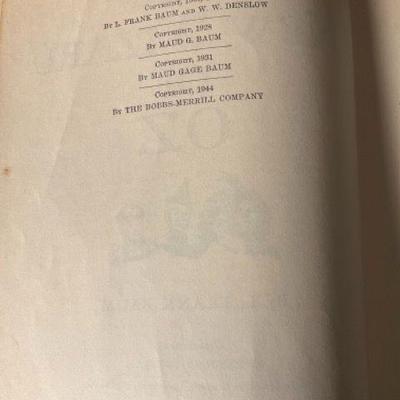 By L. FRANK BAUM AND W. W. DENSLOW
COPYRIGHT, 1928
By MAUD G. BAUM
COPYRIGHT, 1931
By MAUD GAGE BAUM
COPYRIGHT, 1944
By THE BOBBS-MERRILL COMPANY
OZ